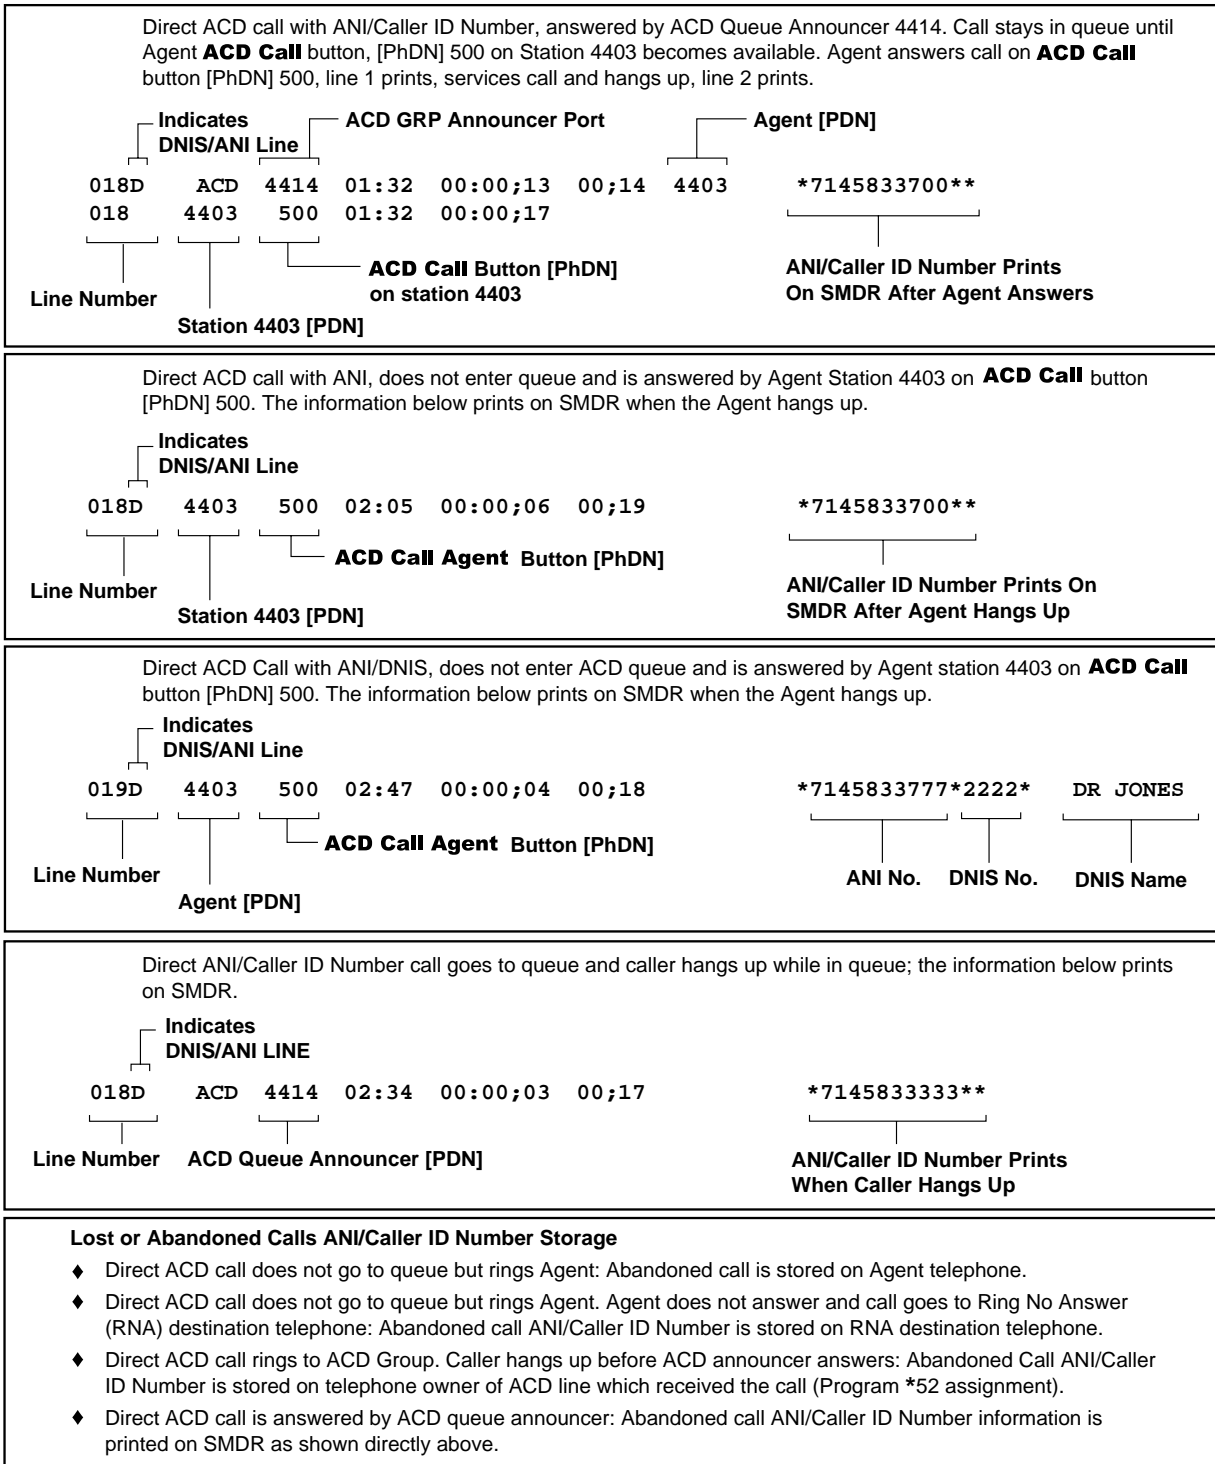 Direct ACD call with ANI/Caller ID Number, answered by ACD Queue Announcer 4414. Call stays in queue until
Agent ACD Call button, [PhDN] 500 on Station 4403 becomes available. Agent answers call on ACD Call
button [PhDN] 500, line 1 prints, services call and hangs up, line 2 prints.
Indicates
DNIS/ANI Line
ACD GRP Announcer Port
Agent [PDN]
018D ACD 4414 01:32 00:00;13 00;14 4403 *7145833700**
018 4403 500 01:32 00:00;17
Line Number
Station 4403 [PDN]
ACD Call Button [PhDN]
on station 4403
ANI/Caller ID Number Prints
On SMDR After Agent Answers
Direct ACD call with ANI, does not enter queue and is answered by Agent Station 4403 on ACD Call button
[PhDN] 500. The information below prints on SMDR when the Agent hangs up.
Indicates
DNIS/ANI Line
018D 4403 500 02:05 00:00;06 00;19 *7145833700**
Line Number
Station 4403 [PDN]
ACD Call Agent Button [PhDN]
ANI/Caller ID Number Prints On
SMDR After Agent Hangs Up
Direct ACD Call with ANI/DNIS, does not enter ACD queue and is answered by Agent station 4403 on ACD Call
button [PhDN] 500. The information below prints on SMDR when the Agent hangs up.
Indicates
DNIS/ANI Line
019D 4403 500 02:47 00:00;04 00;18 *7145833777*2222* DR JONES
Line Number
Agent [PDN]
ACD Call Agent Button [PhDN]
ANI No. DNIS No. DNIS Name
Direct ANI/Caller ID Number call goes to queue and caller hangs up while in queue; the information below prints
on SMDR.
Indicates
DNIS/ANI LINE
018D ACD 4414 02:34 00:00;03 00;17 *7145833333**
Line Number ACD Queue Announcer [PDN]
ANI/Caller ID Number Prints
When Caller Hangs Up
Lost or Abandoned Calls ANI/Caller ID Number Storage
♦ Direct ACD call does not go to queue but rings Agent: Abandoned call is stored on Agent telephone.
♦ Direct ACD call does not go to queue but rings Agent. Agent does not answer and call goes to Ring No Answer
(RNA) destination telephone: Abandoned call ANI/Caller ID Number is stored on RNA destination telephone.
♦ Direct ACD call rings to ACD Group. Caller hangs up before ACD announcer answers: Abandoned Call ANI/Caller
ID Number is stored on telephone owner of ACD line which received the call (Program *52 assignment).
♦ Direct ACD call is answered by ACD queue announcer: Abandoned call ANI/Caller ID Number information is
printed on SMDR as shown directly above.